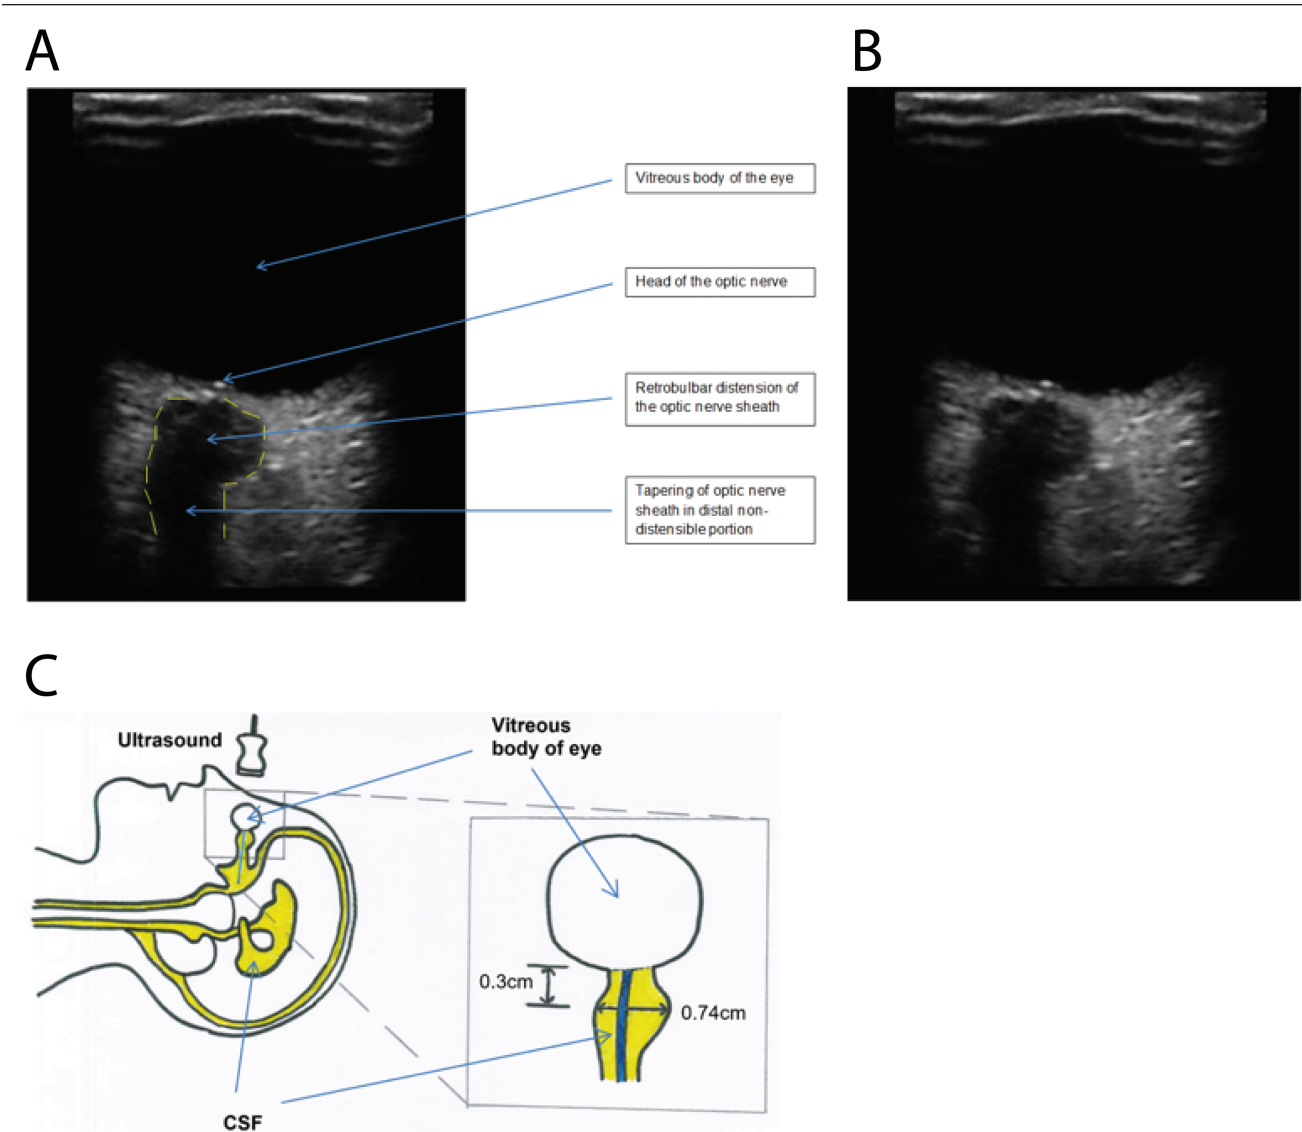 A
B
Vitreous body of the eye
Head of the optic nerve
Retrobulbar distension of
the optic nerve sheath
Tapering of optic nerve
sheath in distal non-
distensible portion
C
Ultrasound
Vitreous
body of eye
0.3cm
0.74cm
CSF